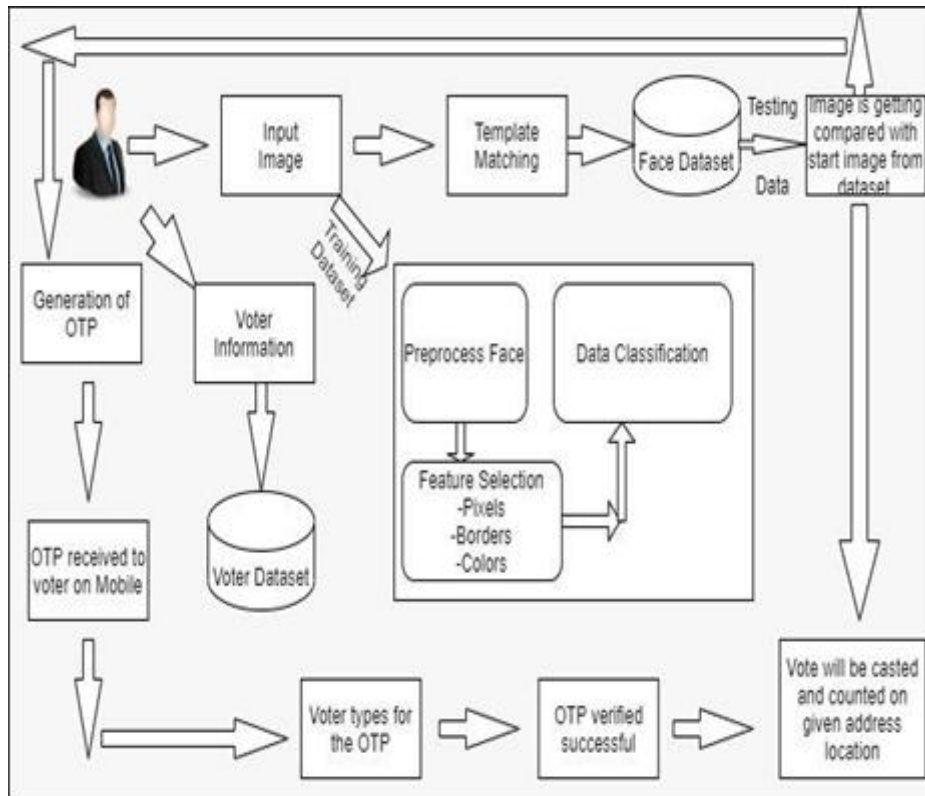 Input
Image
Template
Matching
Face Dataset
Testing
Data
Image is getting
compared with
start image from
dataset
Training
Dataset
Generation of
OTP
Voter
Information
Preprocess Face
Data Classification
Feature Selection
-Pixels
-Borders
-Colors
Voter Dataset
OTP received to
voter on Mobile
Voter types for
the OTP
OTP verified
successful
Vote will be casted
and counted on
given address
location